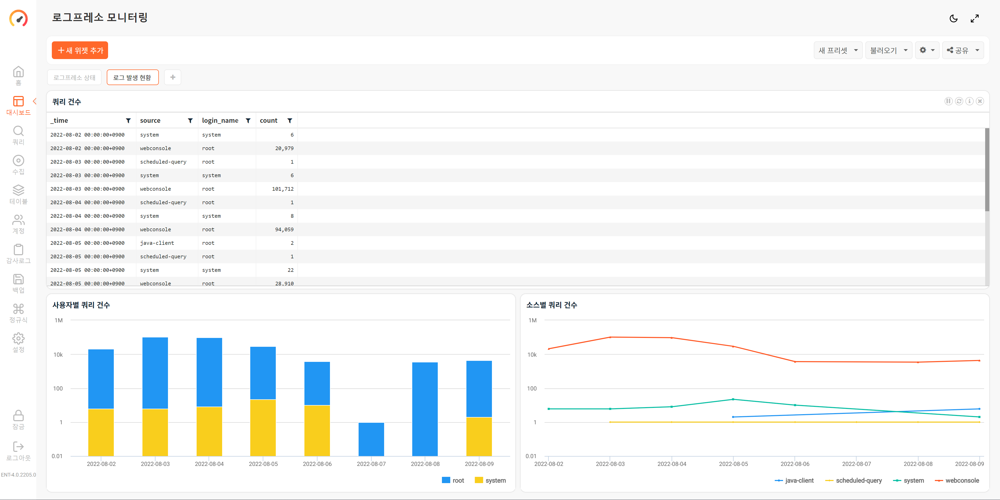 로그프레소 모니터링
새 위젯 추가
새 프리셋
불러오기
공유
로그프레소 상태
로그 발생 현황
홈
대시보드
쿼리
수집
테이블
계정
감사로그
백업
정규식
설정
잠금
로그아웃
ENT-4.0.2205.0
쿼리 건수
_time source login_name count
2022-08-02 00:00:00+0900 system system 6
2022-08-02 00:00:00+0900 webconsole root 20,979
2022-08-03 00:00:00+0900 scheduled-query root 1
2022-08-03 00:00:00+0900 system system 6
2022-08-03 00:00:00+0900 webconsole root 101,712
2022-08-04 00:00:00+0900 scheduled-query root 1
2022-08-04 00:00:00+0900 system system 8
2022-08-04 00:00:00+0900 webconsole root 94,059
2022-08-05 00:00:00+0900 java-client root 2
2022-08-05 00:00:00+0900 scheduled-query root 1
2022-08-05 00:00:00+0900 system system 22
2022-08-05 00:00:00+0900 webconsole root 28,910
사용자별 쿼리 건수
1M
10k
100
1
0.01
2022-08-02 2022-08-03 2022-08-04 2022-08-05 2022-08-06 2022-08-07 2022-08-08 2022-08-09
root system
소스별 쿼리 건수
1M
10k
100
1
0.01
2022-08-02 2022-08-03 2022-08-04 2022-08-05 2022-08-06 2022-08-07 2022-08-08 2022-08-09
java-client scheduled-query system webconsole